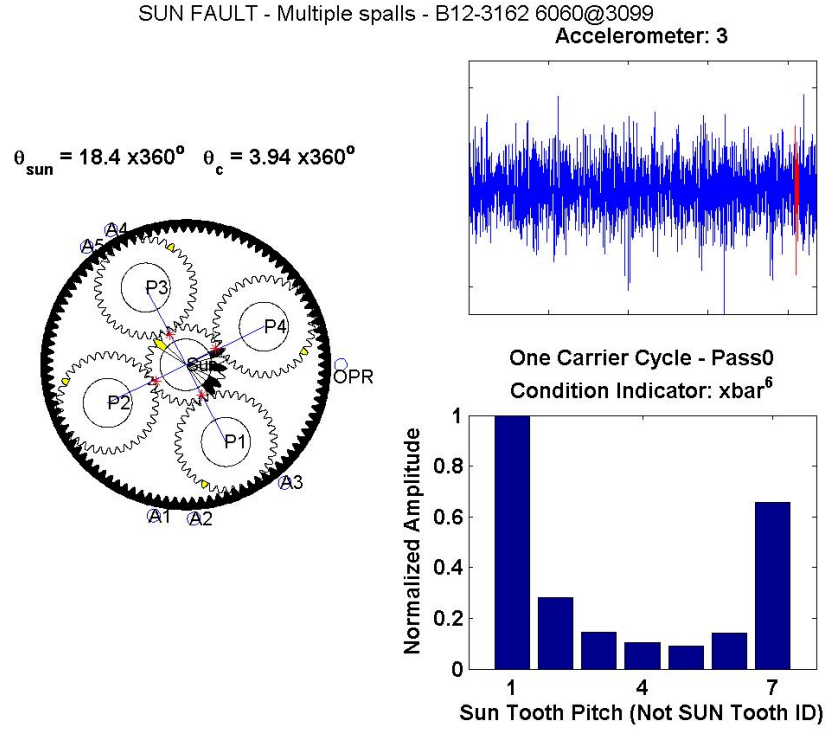 SUN FAULT - Multiple spalls - B12-3162 6060@3099
Accelerometer: 3
θsun = 18.4 x360° θc = 3.94 x360°
A4
A5
P3
P4
Sun
OPR
P2
P1
A3
A1
A2
One Carrier Cycle - Pass0
Condition Indicator: xbar⁶
Normalized Amplitude
1
0.8
0.6
0.4
0.2
0
1
4
7
Sun Tooth Pitch (Not SUN Tooth ID)